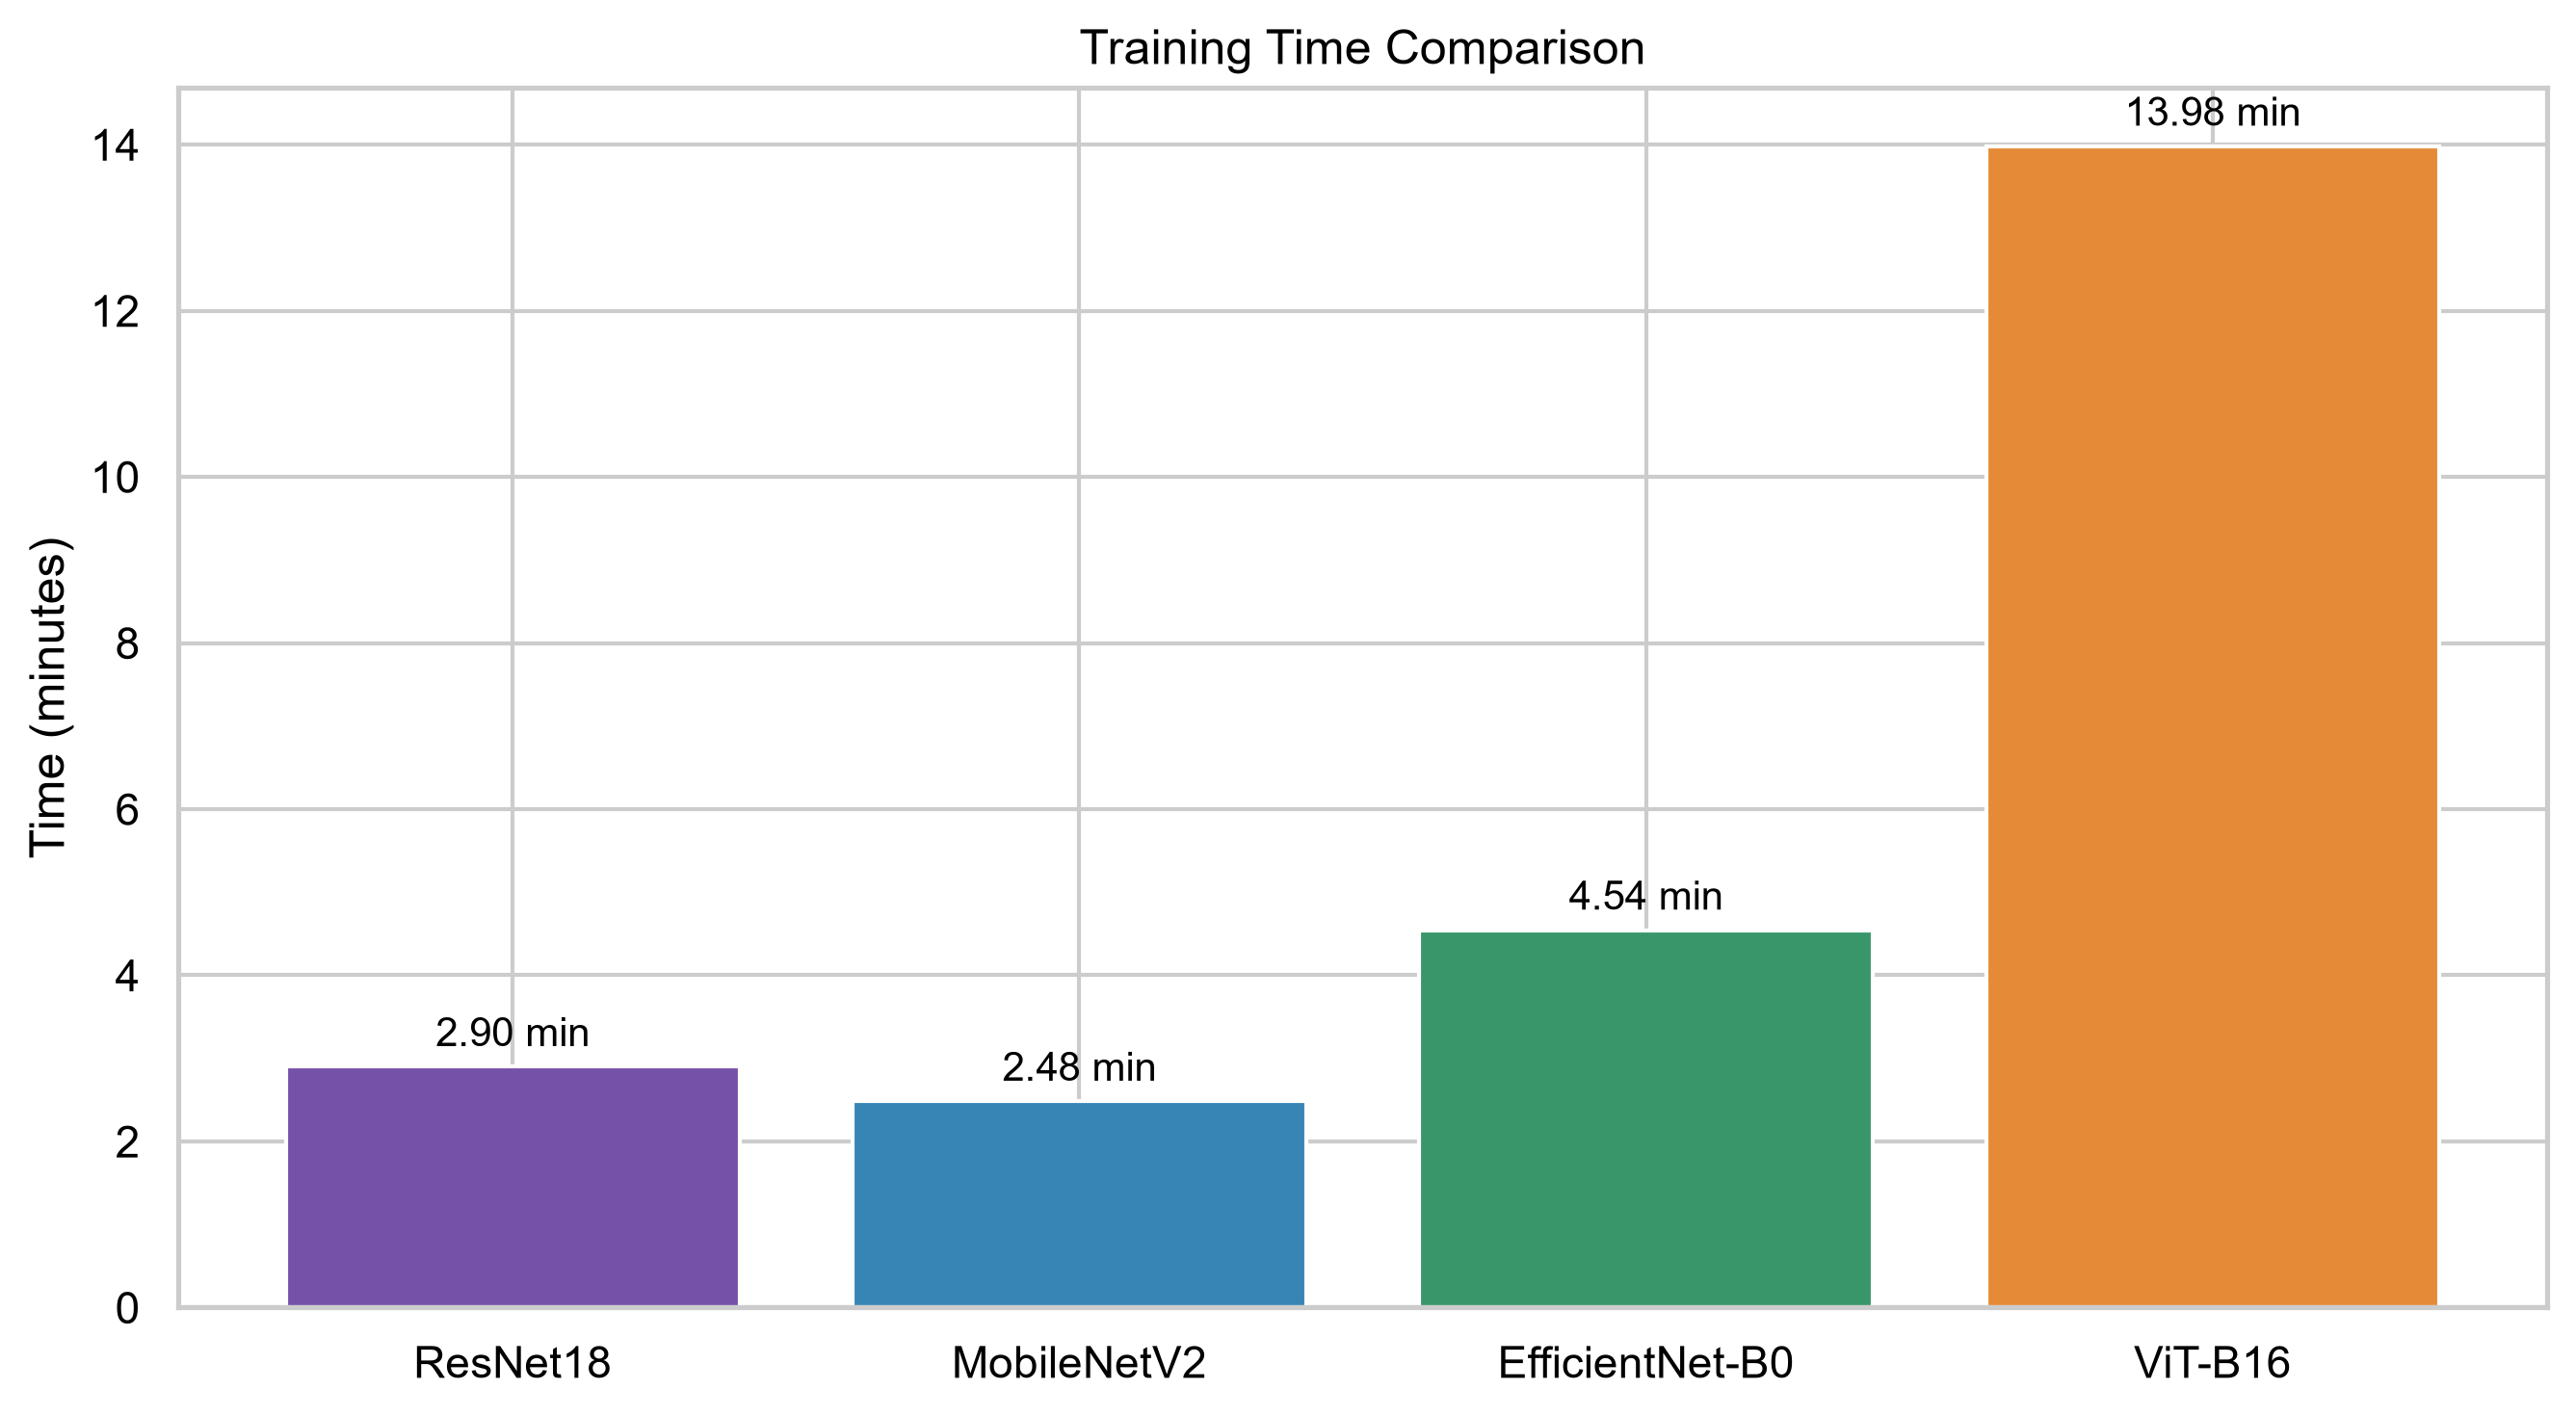 Training Time Comparison
13.98 min
14
12
10
8
6
4
2
0
Time (minutes)
4.54 min
2.90 min
2.48 min
ResNet18
MobileNetV2
EfficientNet-B0
ViT-B16